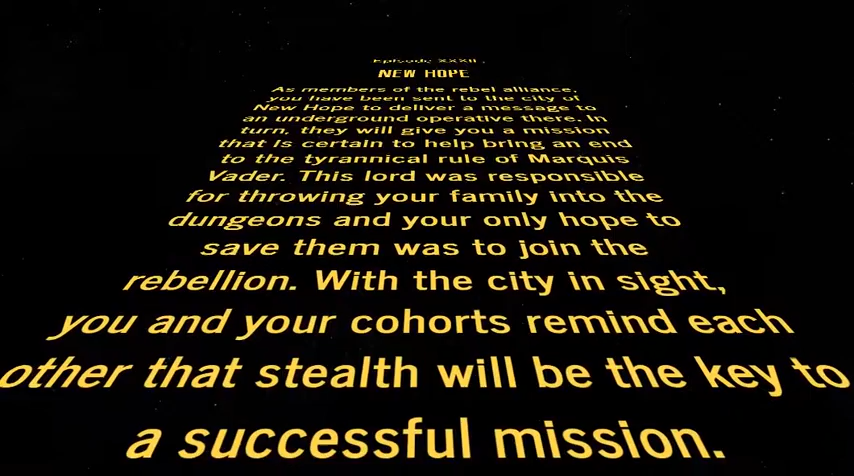 Episode XXXII
NEW HOPE
As members of the rebel alliance,
you have been sent to the city of
New Hope to deliver a message to
an underground operative there. In
turn, they will give you a mission
that is certain to help bring an end
to the tyrannical rule of Marquis
Vader. This lord was responsible
for throwing your family into the
dungeons and your only hope to
save them was to join the
rebellion. With the city in sight,
you and your cohorts remind each
other that stealth will be the key to
a successful mission.